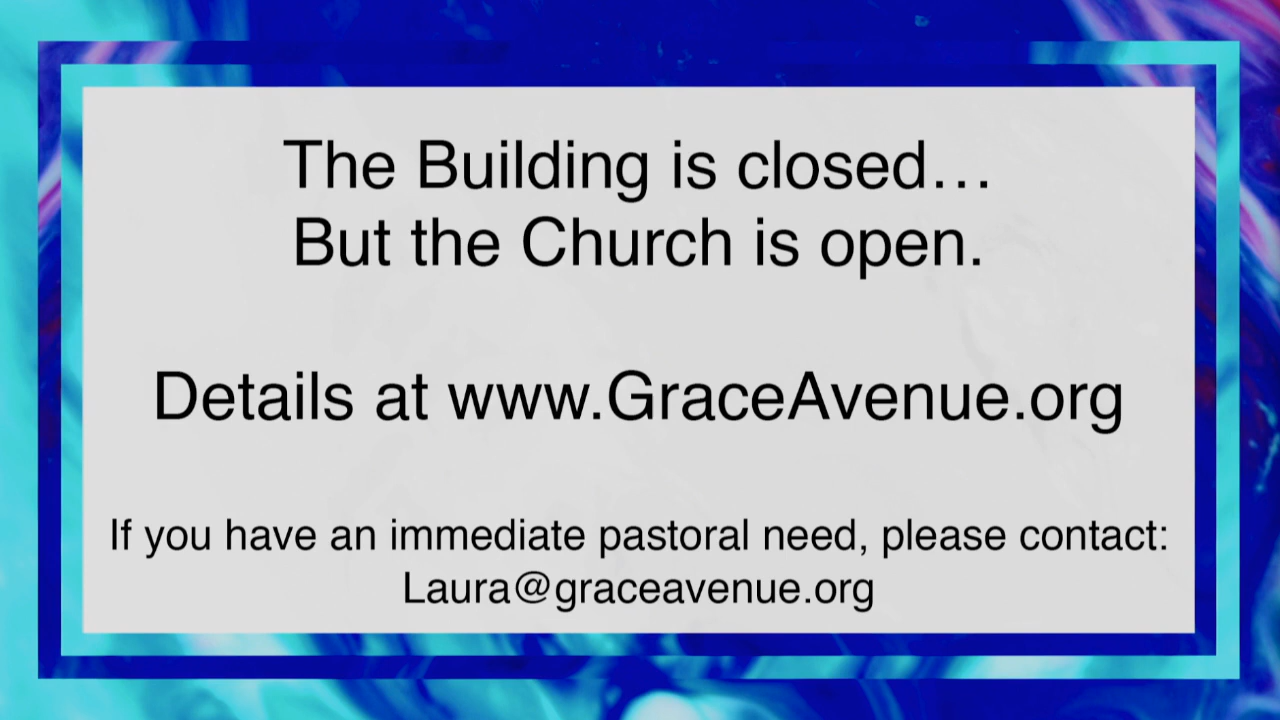 The Building is closed…
But the Church is open.
Details at www.GraceAvenue.org
If you have an immediate pastoral need, please contact:
Laura@graceavenue.org